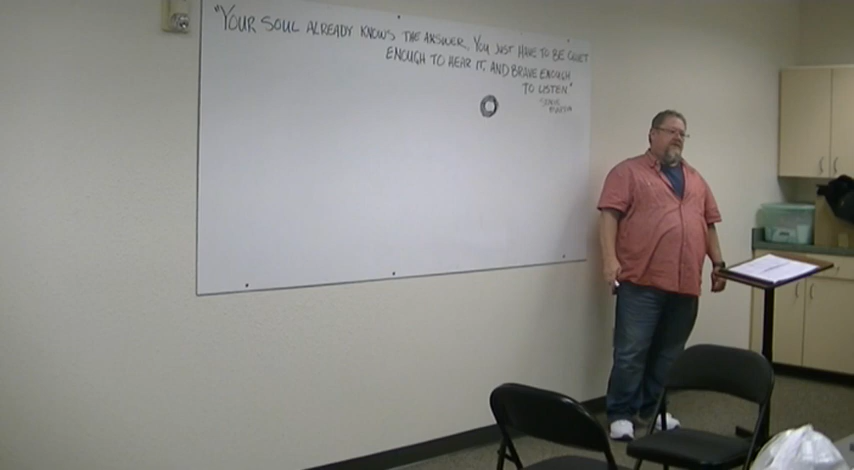 "YOUR SOUL ALREADY KNOWS THE ANSWER. YOU JUST HAVE TO BE QUIET
ENOUGH TO HEAR IT, AND BRAVE ENOUGH
TO LISTEN."